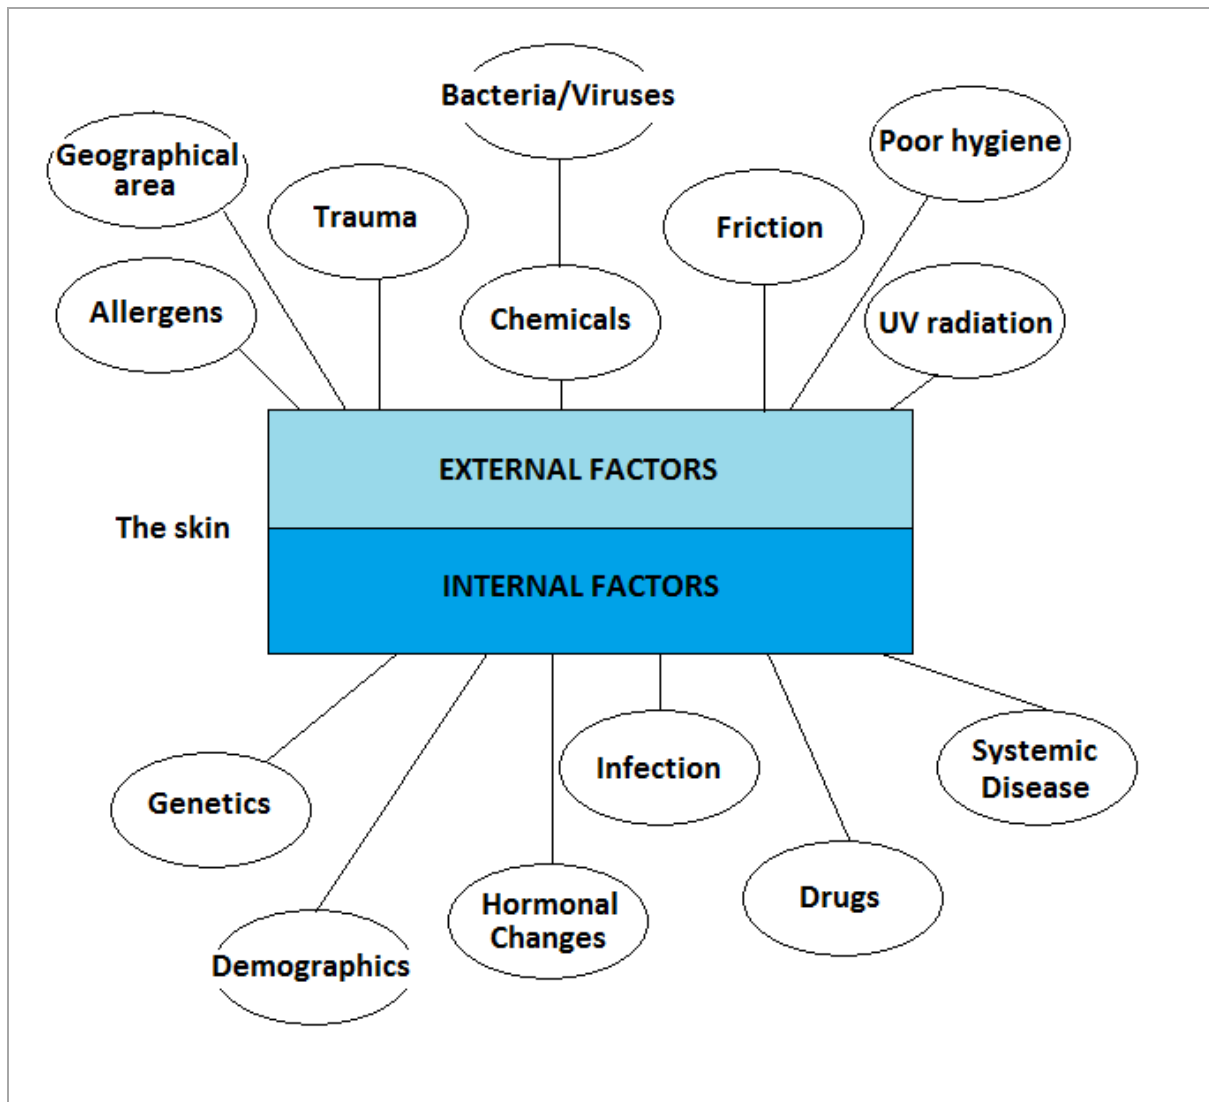 Bacteria/Viruses
Poor hygiene
Geographical
area
Trauma
Friction
Allergens
Chemicals
UV radiation
EXTERNAL FACTORS
The skin
INTERNAL FACTORS
Genetics
Infection
Systemic
Disease
Demographics
Hormonal
Changes
Drugs